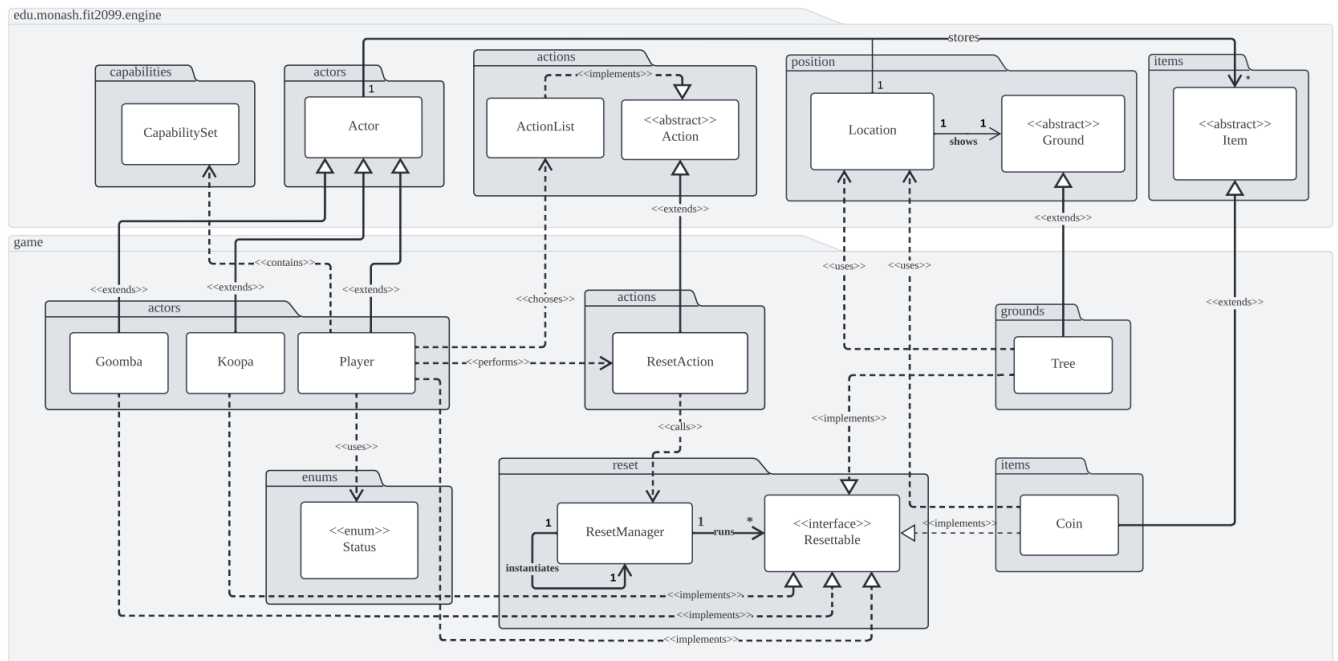 edu.monash.fit2099.engine
stores
capabilities
CapabilitySet
actors
1
Actor
actions
<<implements>>
ActionList
<<abstract>>
Action
position
1
Location
1
1
shows
<<abstract>>
Ground
items
*
<<abstract>>
Item
<<extends>>
<<extends>>
game
<<contains>>
<<uses>>
<<uses>>
<<extends>>
<<extends>>
<<extends>>
<<chooses>>
<<extends>>
actors
Goomba
Koopa
Player
<<performs>>
actions
ResetAction
grounds
Tree
<<implements>>
<<calls>>
<<uses>>
enums
<<enum>>
Status
reset
1
ResetManager
1
runs
*
instantiates
1
<<interface>>
Resettable
<<implements>>
items
Coin
<<implements>>
<<implements>>
<<implements>>